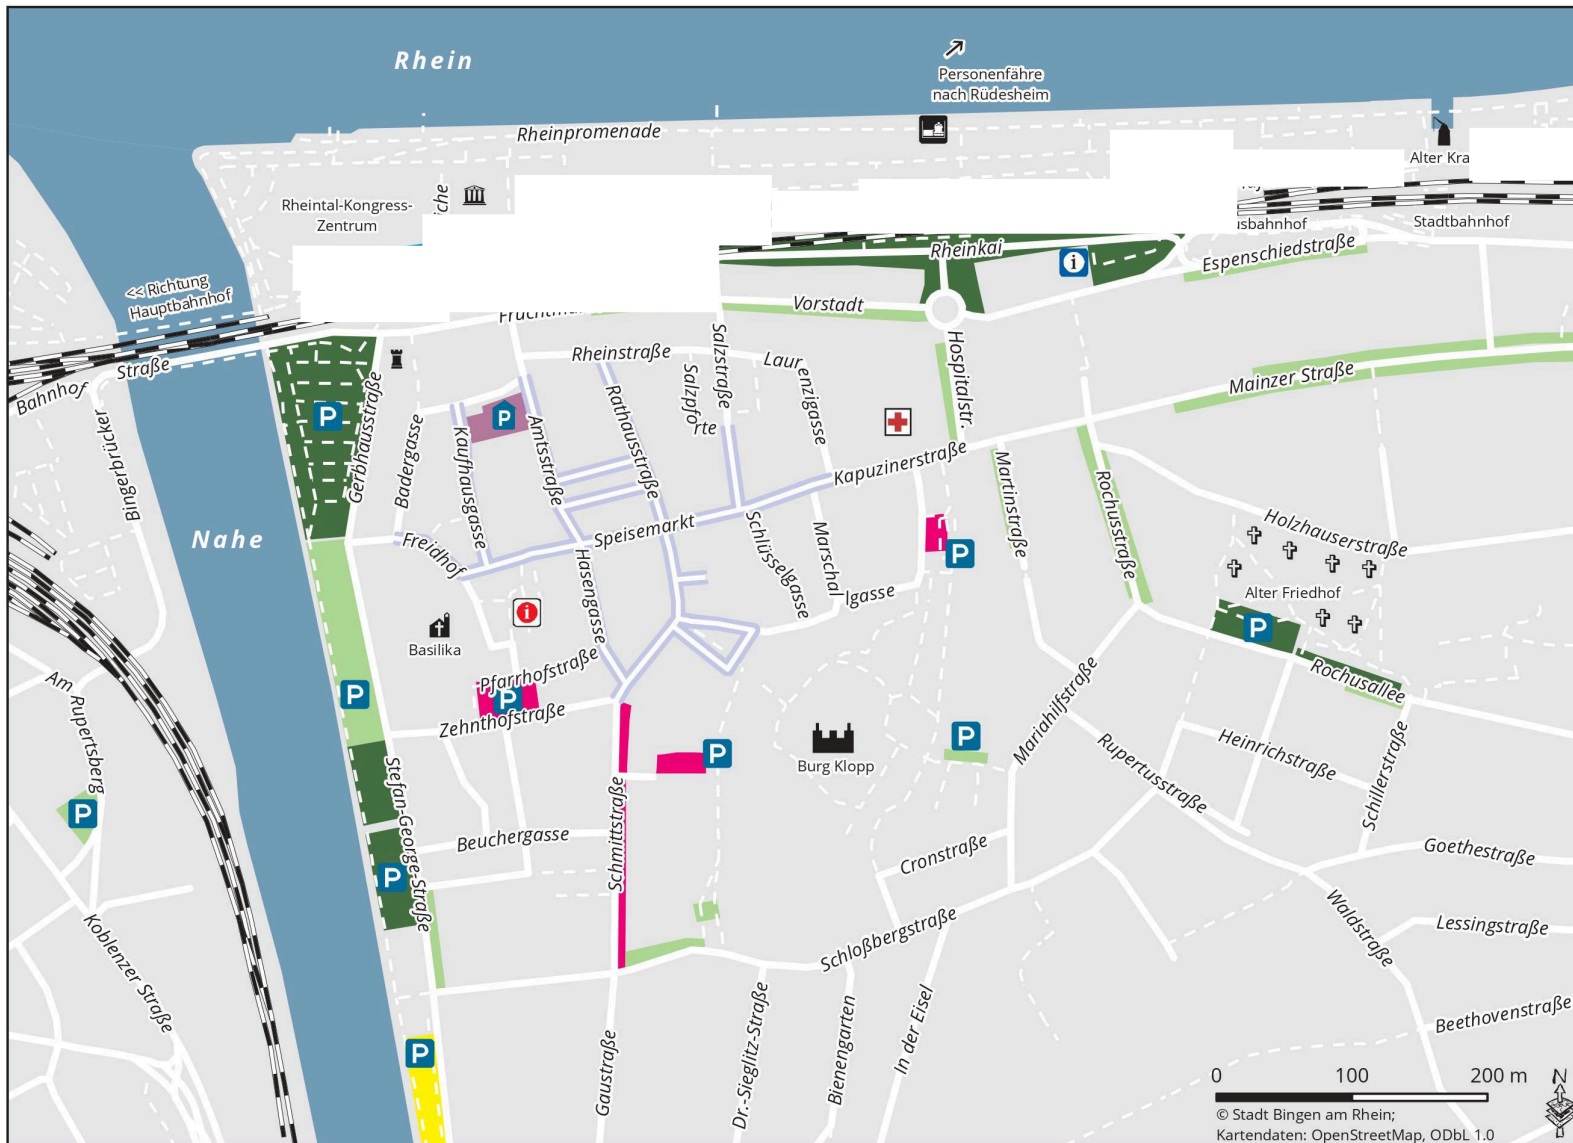 Rhein
Personenfähre
nach Rüdesheim
Rheinpromenade
Alter Kra
Rheintal-Kongress-
Zentrum
Stadtbahnhof
Rheinkai
Espenschiedstraße
<< Richtung
Hauptbahnhof
Vorstadt
Bahnhof
Straße
Rheinstraße
Salzstraße
Salzpforte
Laurenzigasse
Hospitalstr.
Mainzer Straße
P
P
Gerbhausstraße
Badergasse
Kaufhausgasse
Amtsstraße
Rathausstraße
Bingerbrücker
Kapuzinerstraße
Martinstraße
Rochusstraße
Holzhauserstraße
Nahe
Freidhof
Speisemarkt
Hasengasse
Schlüsselgasse
Marschallgasse
P
Alter Friedhof
P
Basilika
Pfarrhofstraße
P
P
Zehnthofstraße
Rochusallee
Am Rupertsberg
P
Burg Klopp
P
Mariahilfstraße
Rupertusstraße
Heinrichstraße
Schillerstraße
P
Stefan-George-Straße
Schmittstraße
Beuchergasse
P
Cronstraße
Goethestraße
Koblenzer Straße
Schloßbergstraße
Waldstraße
Lessingstraße
P
Gaustraße
Dr.-Sieglitz-Straße
Bienengarten
In der Eisel
Beethovenstraße
0 100 200 m
N
© Stadt Bingen am Rhein;
Kartendaten: OpenStreetMap, ODbL 1.0